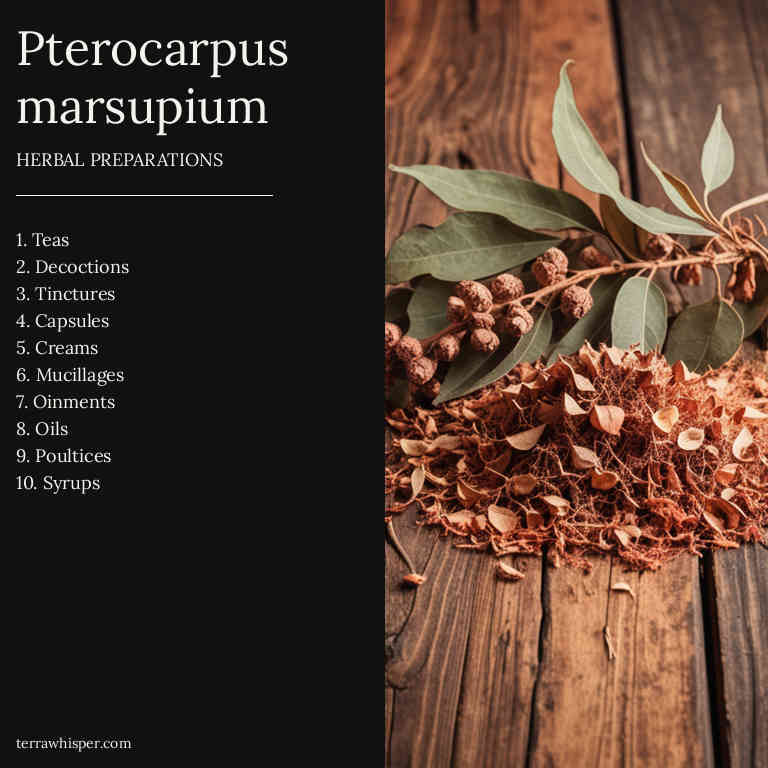 Pterocarpus
marsupium
HERBAL PREPARATIONS
1. Teas
2. Decoctions
3. Tinctures
4. Capsules
5. Creams
6. Mucillages
7. Oinments
8. Oils
9. Poultices
10. Syrups
terrawhisper.com